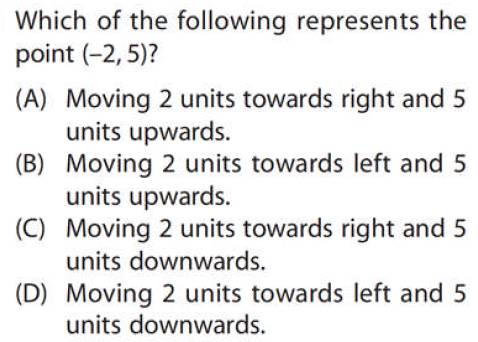 Which of the following represents the
point (–2, 5)?
(A) Moving 2 units towards right and 5
units upwards.
(B) Moving 2 units towards left and 5
units upwards.
(C) Moving 2 units towards right and 5
units downwards.
(D) Moving 2 units towards left and 5
units downwards.